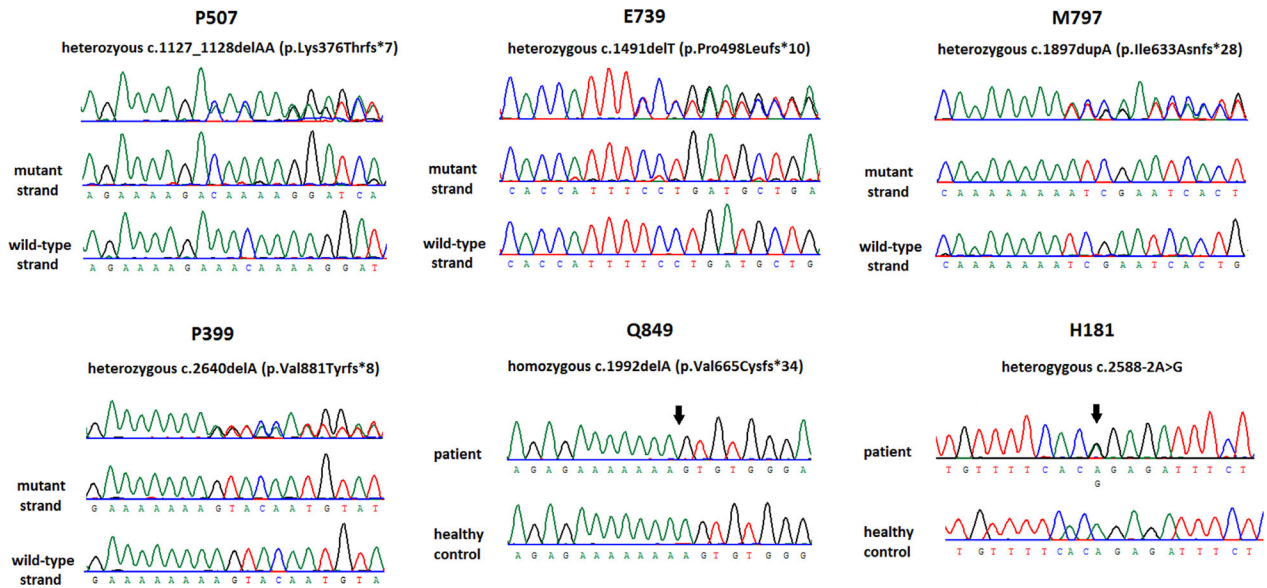 P507
heterozyous c.1127_1128delAA (p.Lys376Thrfs*7)
mutant
strand
A G A A A A G A C A A A A G G A T C A
wild-type
strand
A G A A A A G A A A C A A A A G G A T
E739
heterozygous c.1491delT (p.Pro498Leufs*10)
mutant
strand
C A C C A T T T C C T G A T G C T G A
wild-type
strand
C A C C A T T T T C C T G A T G C T G
M797
heterozygous c.1897dupA (p.Ile633Asnfs*28)
mutant
strand
C A A A A A A A A T C G A A T C A C T
wild-type
strand
C A A A A A A A T C G A A T C A C T G
P399
heterozygous c.2640delA (p.Val881Tyrfs*8)
mutant
strand
G A A A A A A A G T A C A A T G T A T
wild-type
strand
G A A A A A A A A G T A C A A T G T A
Q849
homozygous c.1992delA (p.Val665Cysfs*34)
patient
A G A G A A A A A A A G T G T G G G A
healthy
control
A G A G A A A A A A A A G T G T G G G
H181
heterogygous c.2588-2A>G
patient
T G T T T T C A C A G A G A T T T C T
G
healthy
control
T G T T T T C A C A G A G A T T T C T